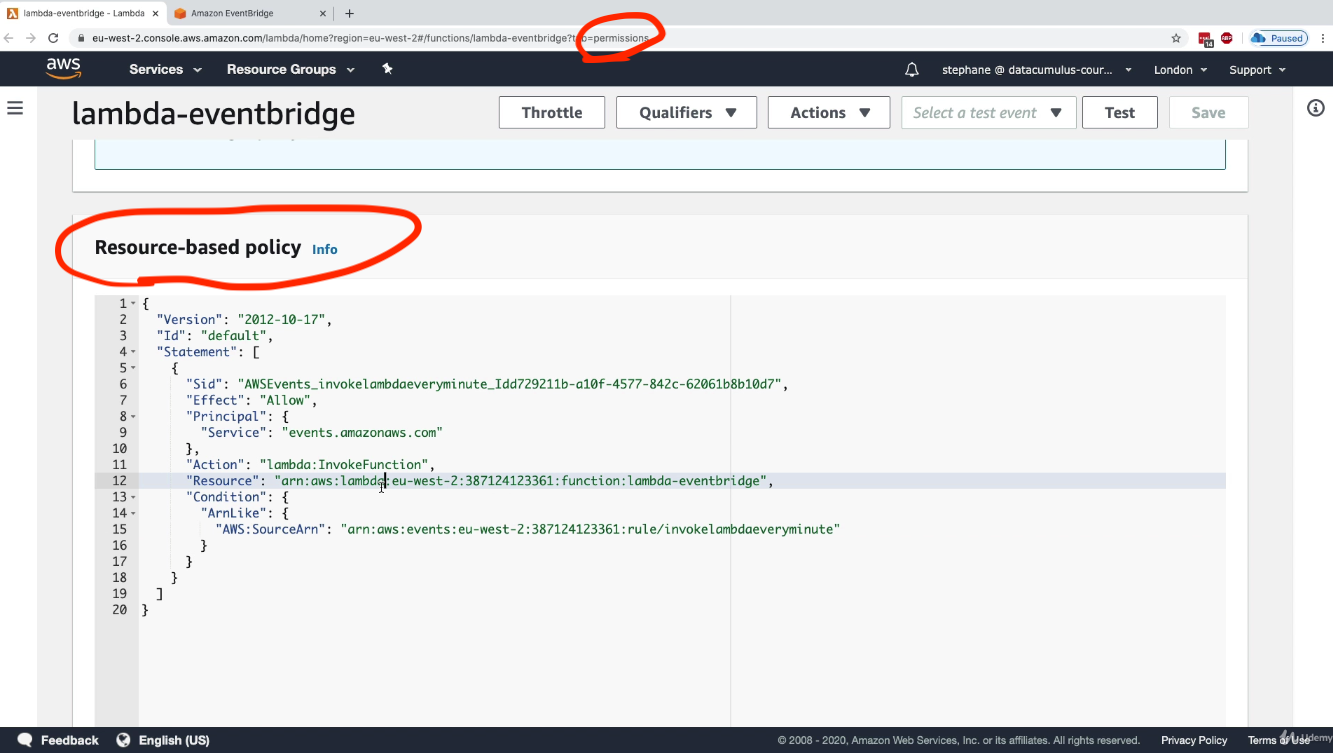 lambda-eventbridge - Lambda
Amazon EventBridge
eu-west-2.console.aws.amazon.com/lambda/home?region=eu-west-2#/functions/lambda-eventbridge?tab=permissions
14
ABP
Paused
aws
Services
Resource Groups
stephane @ datacumulus-cour...
London
Support
lambda-eventbridge
Throttle
Qualifiers
Actions
Select a test event
Test
Save
Resource-based policy Info
1 {
2 "Version": "2012-10-17",
3 "Id": "default",
4 "Statement": [
5 {
6 "Sid": "AWSEvents_invokelambdaeveryminute_Idd729211b-a10f-4577-842c-62061b8b10d7",
7 "Effect": "Allow",
8 "Principal": {
9 "Service": "events.amazonaws.com"
10 },
11 "Action": "lambda:InvokeFunction",
12 "Resource": "arn:aws:lambda:eu-west-2:387124123361:function:lambda-eventbridge",
13 "Condition": {
14 "ArnLike": {
15 "AWS:SourceArn": "arn:aws:events:eu-west-2:387124123361:rule/invokelambdaeveryminute"
16 }
17 }
18 }
19 ]
20 }
Feedback
English (US)
© 2008 - 2020, Amazon Web Services, Inc. or its affiliates. All rights reserved.
Privacy Policy
Terms of Use
Udemy